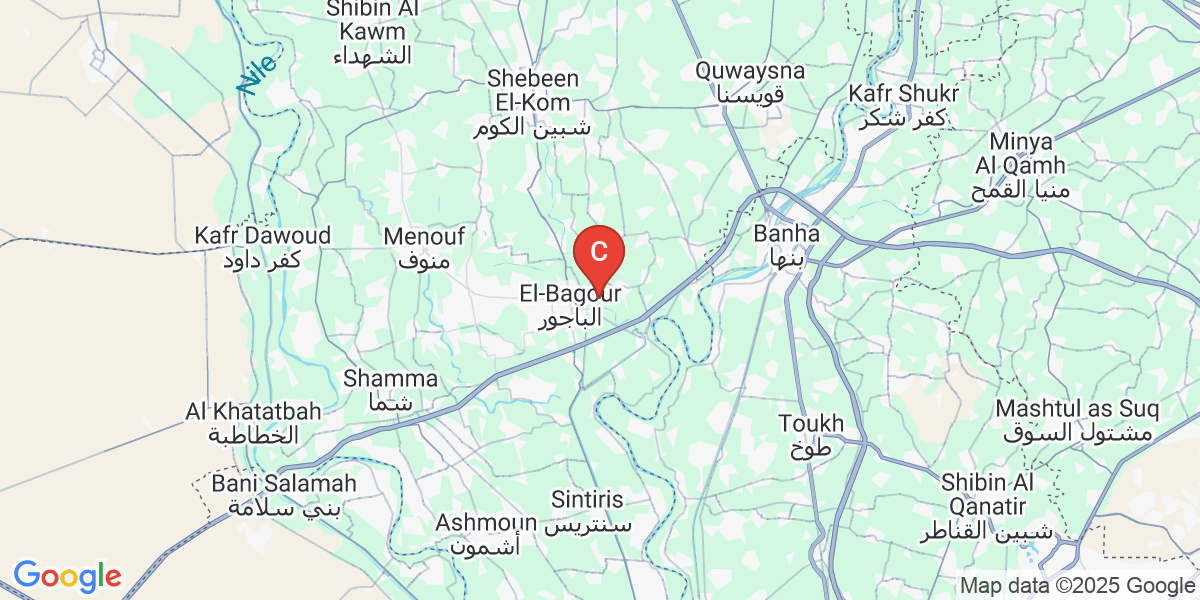 Shibin Al
Kawm
الشهداء
Nile
Shebeen
El-Kom
شبين الكوم
Quwaysna
قويسنا
Kafr Shukr
كفر شكر
Minya
Al Qamh
منيا القمح
Kafr Dawoud
كفر داود
Menouf
منوف
Banha
بنها
C
El-Bagour
الباجور
Shamma
شما
Al Khatatbah
الخطاطبة
Mashtul as Suq
مشتول السوق
Toukh
طوخ
Bani Salamah
بني سلامة
Shibin Al
Qanatir
شبين القناطر
Sintiris
سنتريس
Ashmoun
أشمون
Google
Map data ©2025 Google